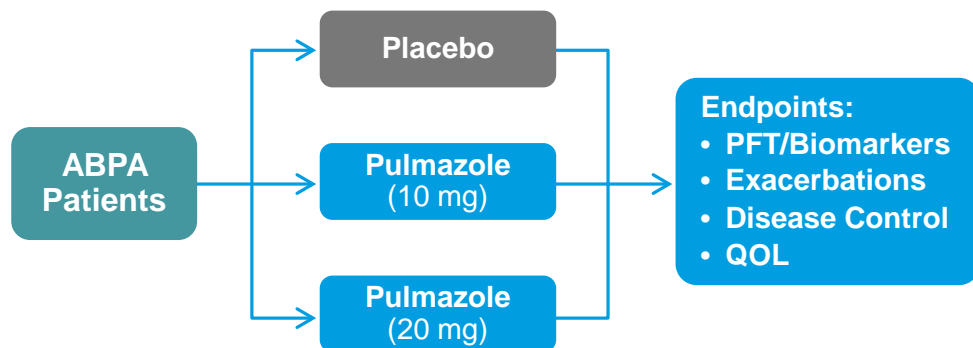 Placebo
ABPA
Patients
Pulmazole
(10 mg)
Pulmazole
(20 mg)
Endpoints:
• PFT/Biomarkers
• Exacerbations
• Disease Control
• QOL